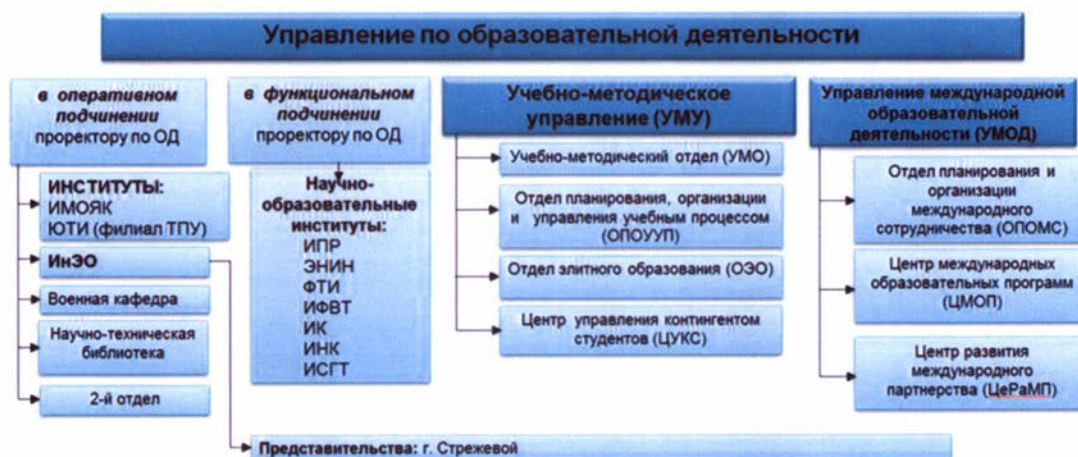 Управление по образовательной деятельности
в оперативном
подчинении
проректору по ОД
ИНСТИТУТЫ:
ИМОЯК
ЮТИ (филиал ТПУ)
ИнЭО
Военная кафедра
Научно-техническая
библиотека
2-й отдел
в функциональном
подчинении
проректору по ОД
Научно-
образовательные
институты:
ИПР
ЭНИН
ФТИ
ИФВТ
ИК
ИНК
ИСГТ
Учебно-методическое
управление (УМУ)
Учебно-методический отдел (УМО)
Отдел планирования, организации
и управления учебным процессом
(ОПОУУП)
Отдел элитного образования (ОЭО)
Центр управления контингентом
студентов (ЦУКС)
Управление международной
образовательной
деятельности (УМОД)
Отдел планирования и
организации
международного
сотрудничества (ОПОМС)
Центр международных
образовательных программ
(ЦМОП)
Центр развития
международного
партнерства (ЦеРаМП)
Представительства: г. Стрежевой